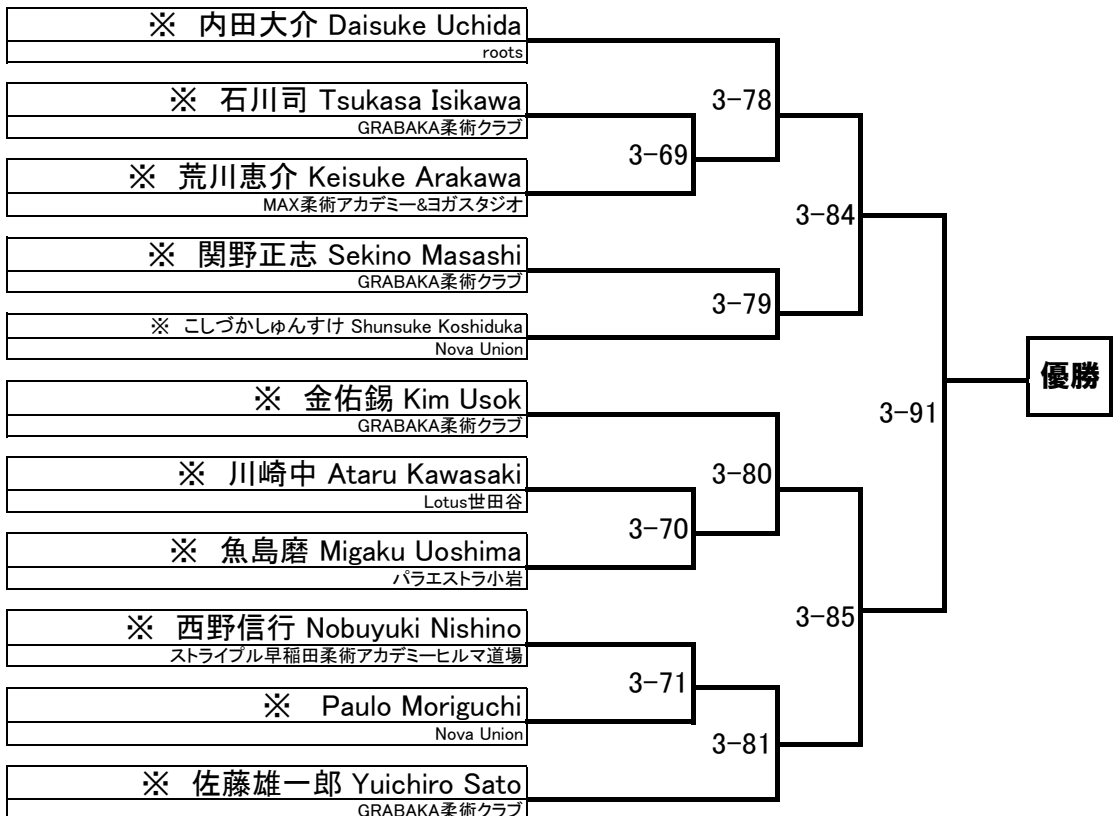 ※ 内田大介 Daisuke Uchida
roots
※ 石川司 Tsukasa Isikawa
GRABAKA柔術クラブ
※ 荒川恵介 Keisuke Arakawa
MAX柔術アカデミー&ヨガスタジオ
※ 関野正志 Sekino Masashi
GRABAKA柔術クラブ
※ こしづかしゅんすけ Shunsuke Koshiduka
Nova Union
※ 金佑錫 Kim Usok
GRABAKA柔術クラブ
※ 川崎中 Ataru Kawasaki
Lotus世田谷
※ 魚島磨 Migaku Uoshima
パラエストラ小岩
※ 西野信行 Nobuyuki Nishino
ストライプル早稲田柔術アカデミーヒルマ道場
※ Paulo Moriguchi
Nova Union
※ 佐藤雄一郎 Yuichiro Sato
GRABAKA柔術クラブ
3-69
3-70
3-71
3-78
3-79
3-80
3-81
3-84
3-85
3-91
優勝